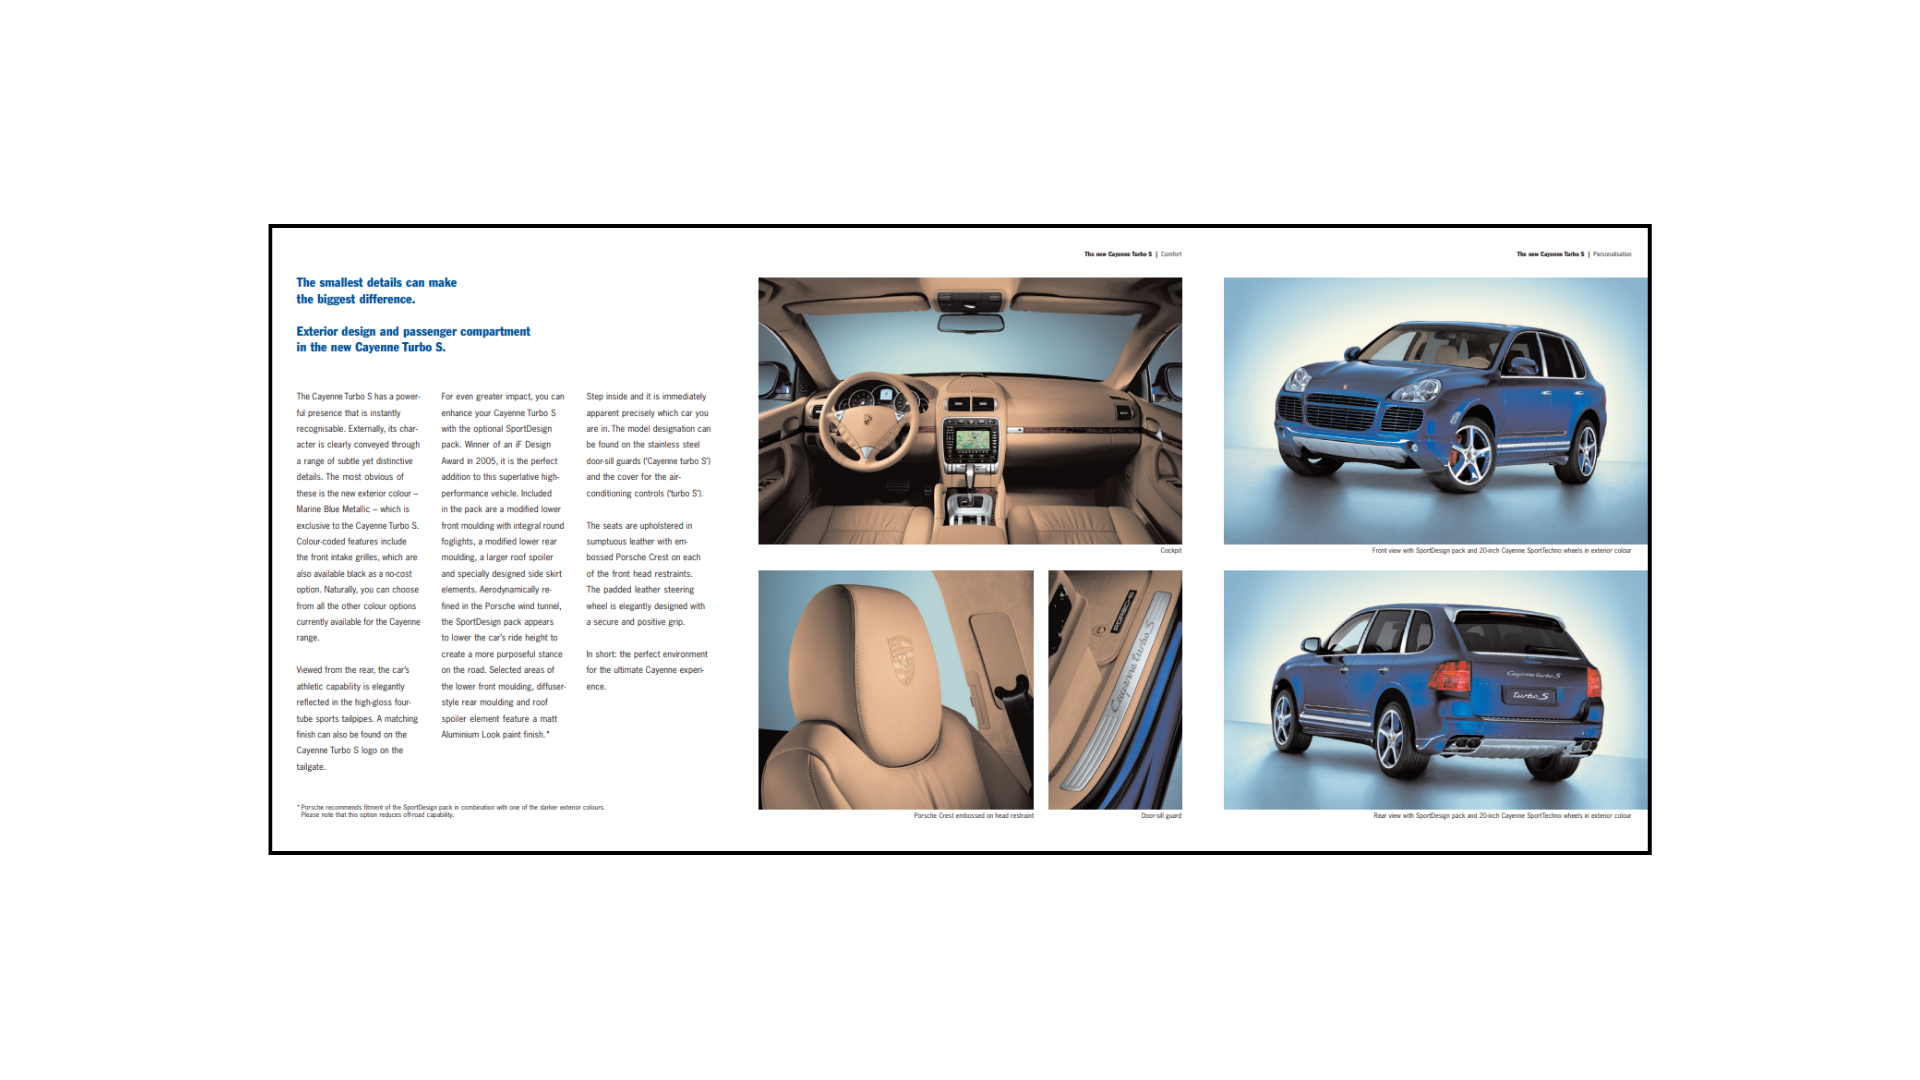 The new Cayenne Turbo S | Comfort
The new Cayenne Turbo S | Personalisation
The smallest details can make
the biggest difference.
Exterior design and passenger compartment
in the new Cayenne Turbo S.
The Cayenne Turbo S has a power-
ful presence that is instantly
recognisable. Externally, its char-
acter is clearly conveyed through
a range of subtle yet distinctive
details. The most obvious of
these is the new exterior colour –
Marine Blue Metallic – which is
exclusive to the Cayenne Turbo S.
Colour-coded features include
the front intake grilles, which are
also available black as a no-cost
option. Naturally, you can choose
from all the other colour options
currently available for the Cayenne
range.
Viewed from the rear, the car's
athletic capability is elegantly
reflected in the high-gloss four-
tube sports tailpipes. A matching
finish can also be found on the
Cayenne Turbo S logo on the
tailgate.
For even greater impact, you can
enhance your Cayenne Turbo S
with the optional SportDesign
pack. Winner of an iF Design
Award in 2005, it is the perfect
addition to this superlative high-
performance vehicle. Included
in the pack are a modified lower
front moulding with integral round
foglights, a modified lower rear
moulding, a larger roof spoiler
and specially designed side skirt
elements. Aerodynamically re-
fined in the Porsche wind tunnel,
the SportDesign pack appears
to lower the car's ride height to
create a more purposeful stance
on the road. Selected areas of
the lower front moulding, diffuser-
style rear moulding and roof
spoiler element feature a matt
Aluminium Look paint finish.*
Step inside and it is immediately
apparent precisely which car you
are in. The model designation can
be found on the stainless steel
door-sill guards ('Cayenne turbo S')
and the cover for the air-
conditioning controls ('turbo S').
The seats are upholstered in
sumptuous leather with em-
bossed Porsche Crest on each
of the front head restraints.
The padded leather steering
wheel is elegantly designed with
a secure and positive grip.
In short: the perfect environment
for the ultimate Cayenne experi-
ence.
* Porsche recommends fitment of the SportDesign pack in combination with one of the darker exterior colours.
Please note that this option reduces off-road capability.
Cockpit
PORSCHE
Cayenne turbo S
Porsche Crest embossed on head restraint
Door-sill guard
Front view with SportDesign pack and 20-inch Cayenne SportTechno wheels in exterior colour
Cayenne turbo S
turbo S
Rear view with SportDesign pack and 20-inch Cayenne SportTechno wheels in exterior colour